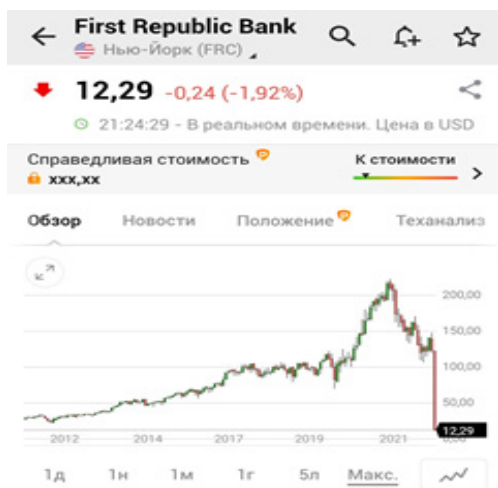 First Republic Bank
Нью-Йорк (FRC)
12,29 -0,24 (-1,92%)
21:24:29 - В реальном времени. Цена в USD
Справедливая стоимость К стоимости
xxx,xx
Обзор Новости Положение Теханализ
200,00
150,00
100,00
50,00
12,29
2012 2014 2017 2019 2021
1д 1н 1м 1г 5л Макс.